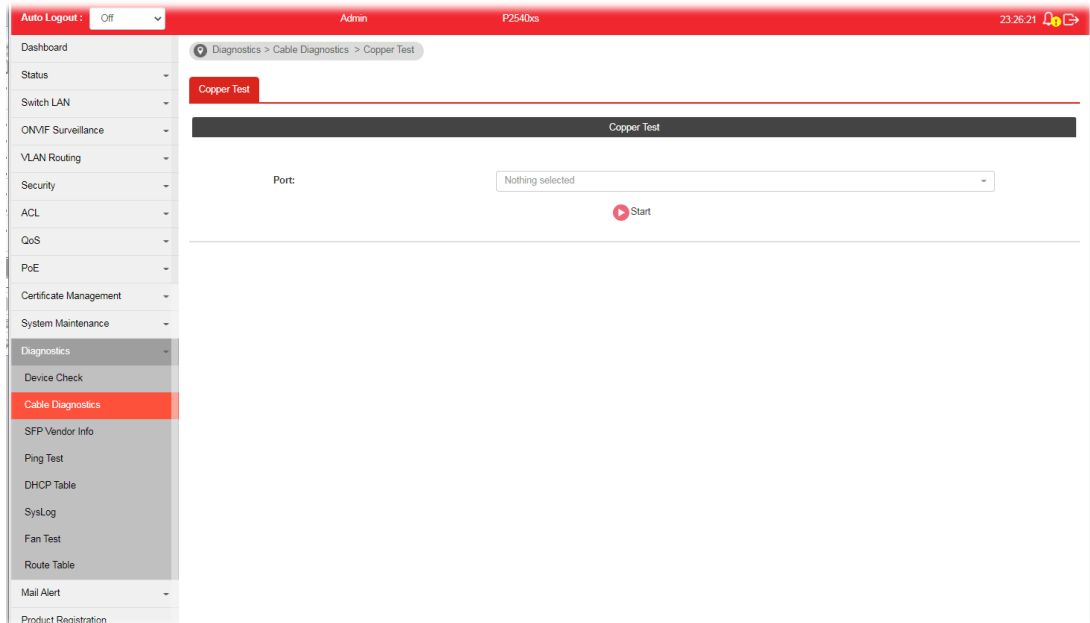 Auto Logout : Off Admin P2540xs 23:26:21
Dashboard
Diagnostics > Cable Diagnostics > Copper Test
Status
Switch LAN
ONVIF Surveillance
VLAN Routing
Security
ACL
QoS
PoE
Certificate Management
System Maintenance
Diagnostics
Device Check
Cable Diagnostics
SFP Vendor Info
Ping Test
DHCP Table
SysLog
Fan Test
Route Table
Mail Alert
Product Registration
Copper Test
Copper Test
Port: Nothing selected
Start